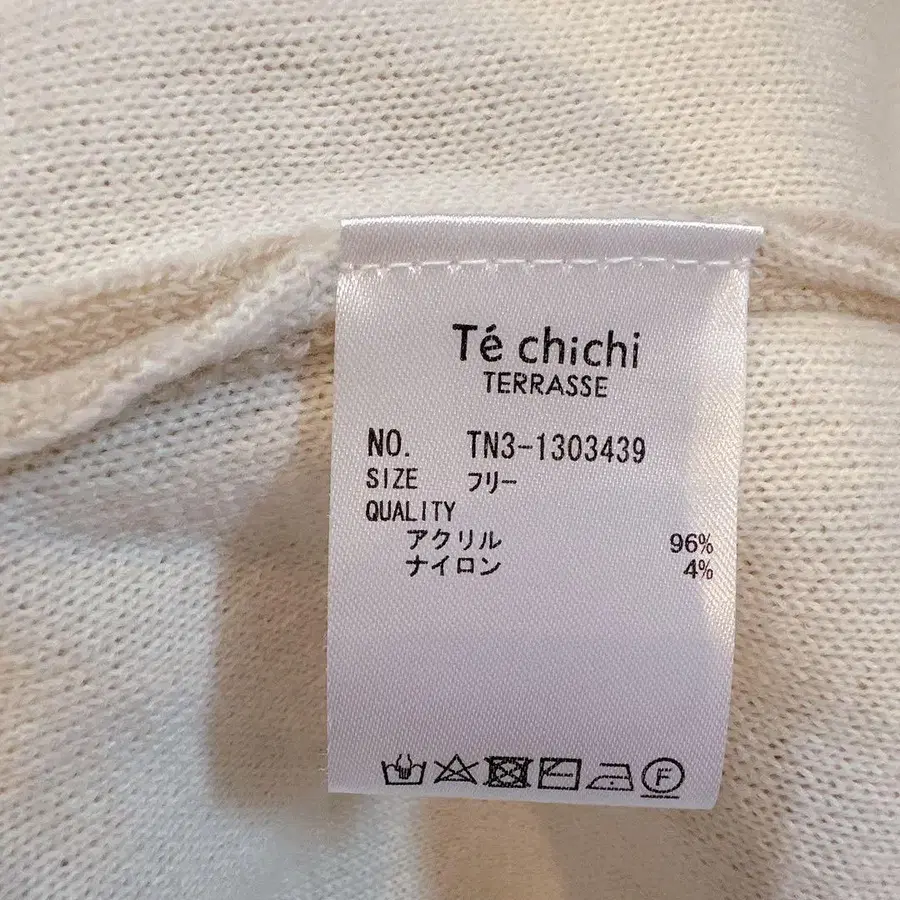 Té chichi
TERRASSE
NO. TN3-1303439
SIZE フリー
QUALITY
アクリル 96%
ナイロン 4%
F